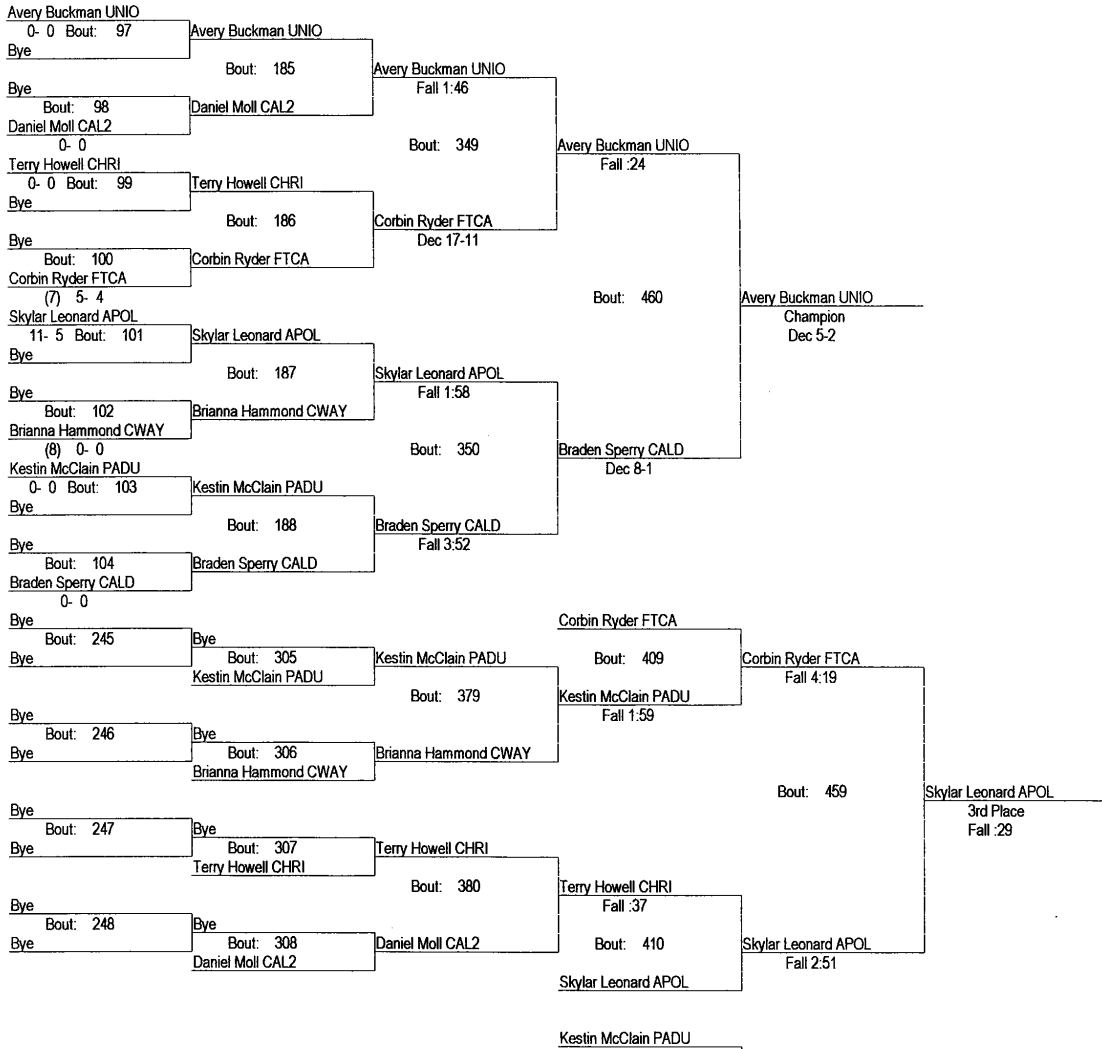 Avery Buckman UNIO
0- 0 Bout: 97
Bye
Avery Buckman UNIO
Bout: 185
Bye
Bout: 98
Daniel Moll CAL2
0- 0
Daniel Moll CAL2
Avery Buckman UNIO
Fall 1:46
Bout: 349
Terry Howell CHRI
0- 0 Bout: 99
Bye
Terry Howell CHRI
Bout: 186
Bye
Bout: 100
Corbin Ryder FTCA
(7) 5- 4
Corbin Ryder FTCA
Corbin Ryder FTCA
Dec 17-11
Avery Buckman UNIO
Fall :24
Bout: 460
Avery Buckman UNIO
Champion
Dec 5-2
Skylar Leonard APOL
11- 5 Bout: 101
Bye
Skylar Leonard APOL
Bout: 187
Bye
Bout: 102
Brianna Hammond CWAY
(8) 0- 0
Brianna Hammond CWAY
Skylar Leonard APOL
Fall 1:58
Bout: 350
Kestin McClain PADU
0- 0 Bout: 103
Bye
Kestin McClain PADU
Bout: 188
Bye
Bout: 104
Braden Sperry CALD
0- 0
Braden Sperry CALD
Braden Sperry CALD
Fall 3:52
Braden Sperry CALD
Dec 8-1
Bye
Bout: 245
Bye
Bye
Bout: 305
Kestin McClain PADU
Kestin McClain PADU
Bout: 379
Bye
Bout: 246
Bye
Bye
Bout: 306
Brianna Hammond CWAY
Brianna Hammond CWAY
Corbin Ryder FTCA
Bout: 409
Kestin McClain PADU
Fall 1:59
Corbin Ryder FTCA
Fall 4:19
Bout: 459
Skylar Leonard APOL
3rd Place
Fall :29
Bye
Bout: 247
Bye
Bye
Bout: 307
Terry Howell CHRI
Terry Howell CHRI
Bout: 380
Bye
Bout: 248
Bye
Bye
Bout: 308
Daniel Moll CAL2
Daniel Moll CAL2
Terry Howell CHRI
Fall :37
Bout: 410
Skylar Leonard APOL
Skylar Leonard APOL
Fall 2:51
Kestin McClain PADU